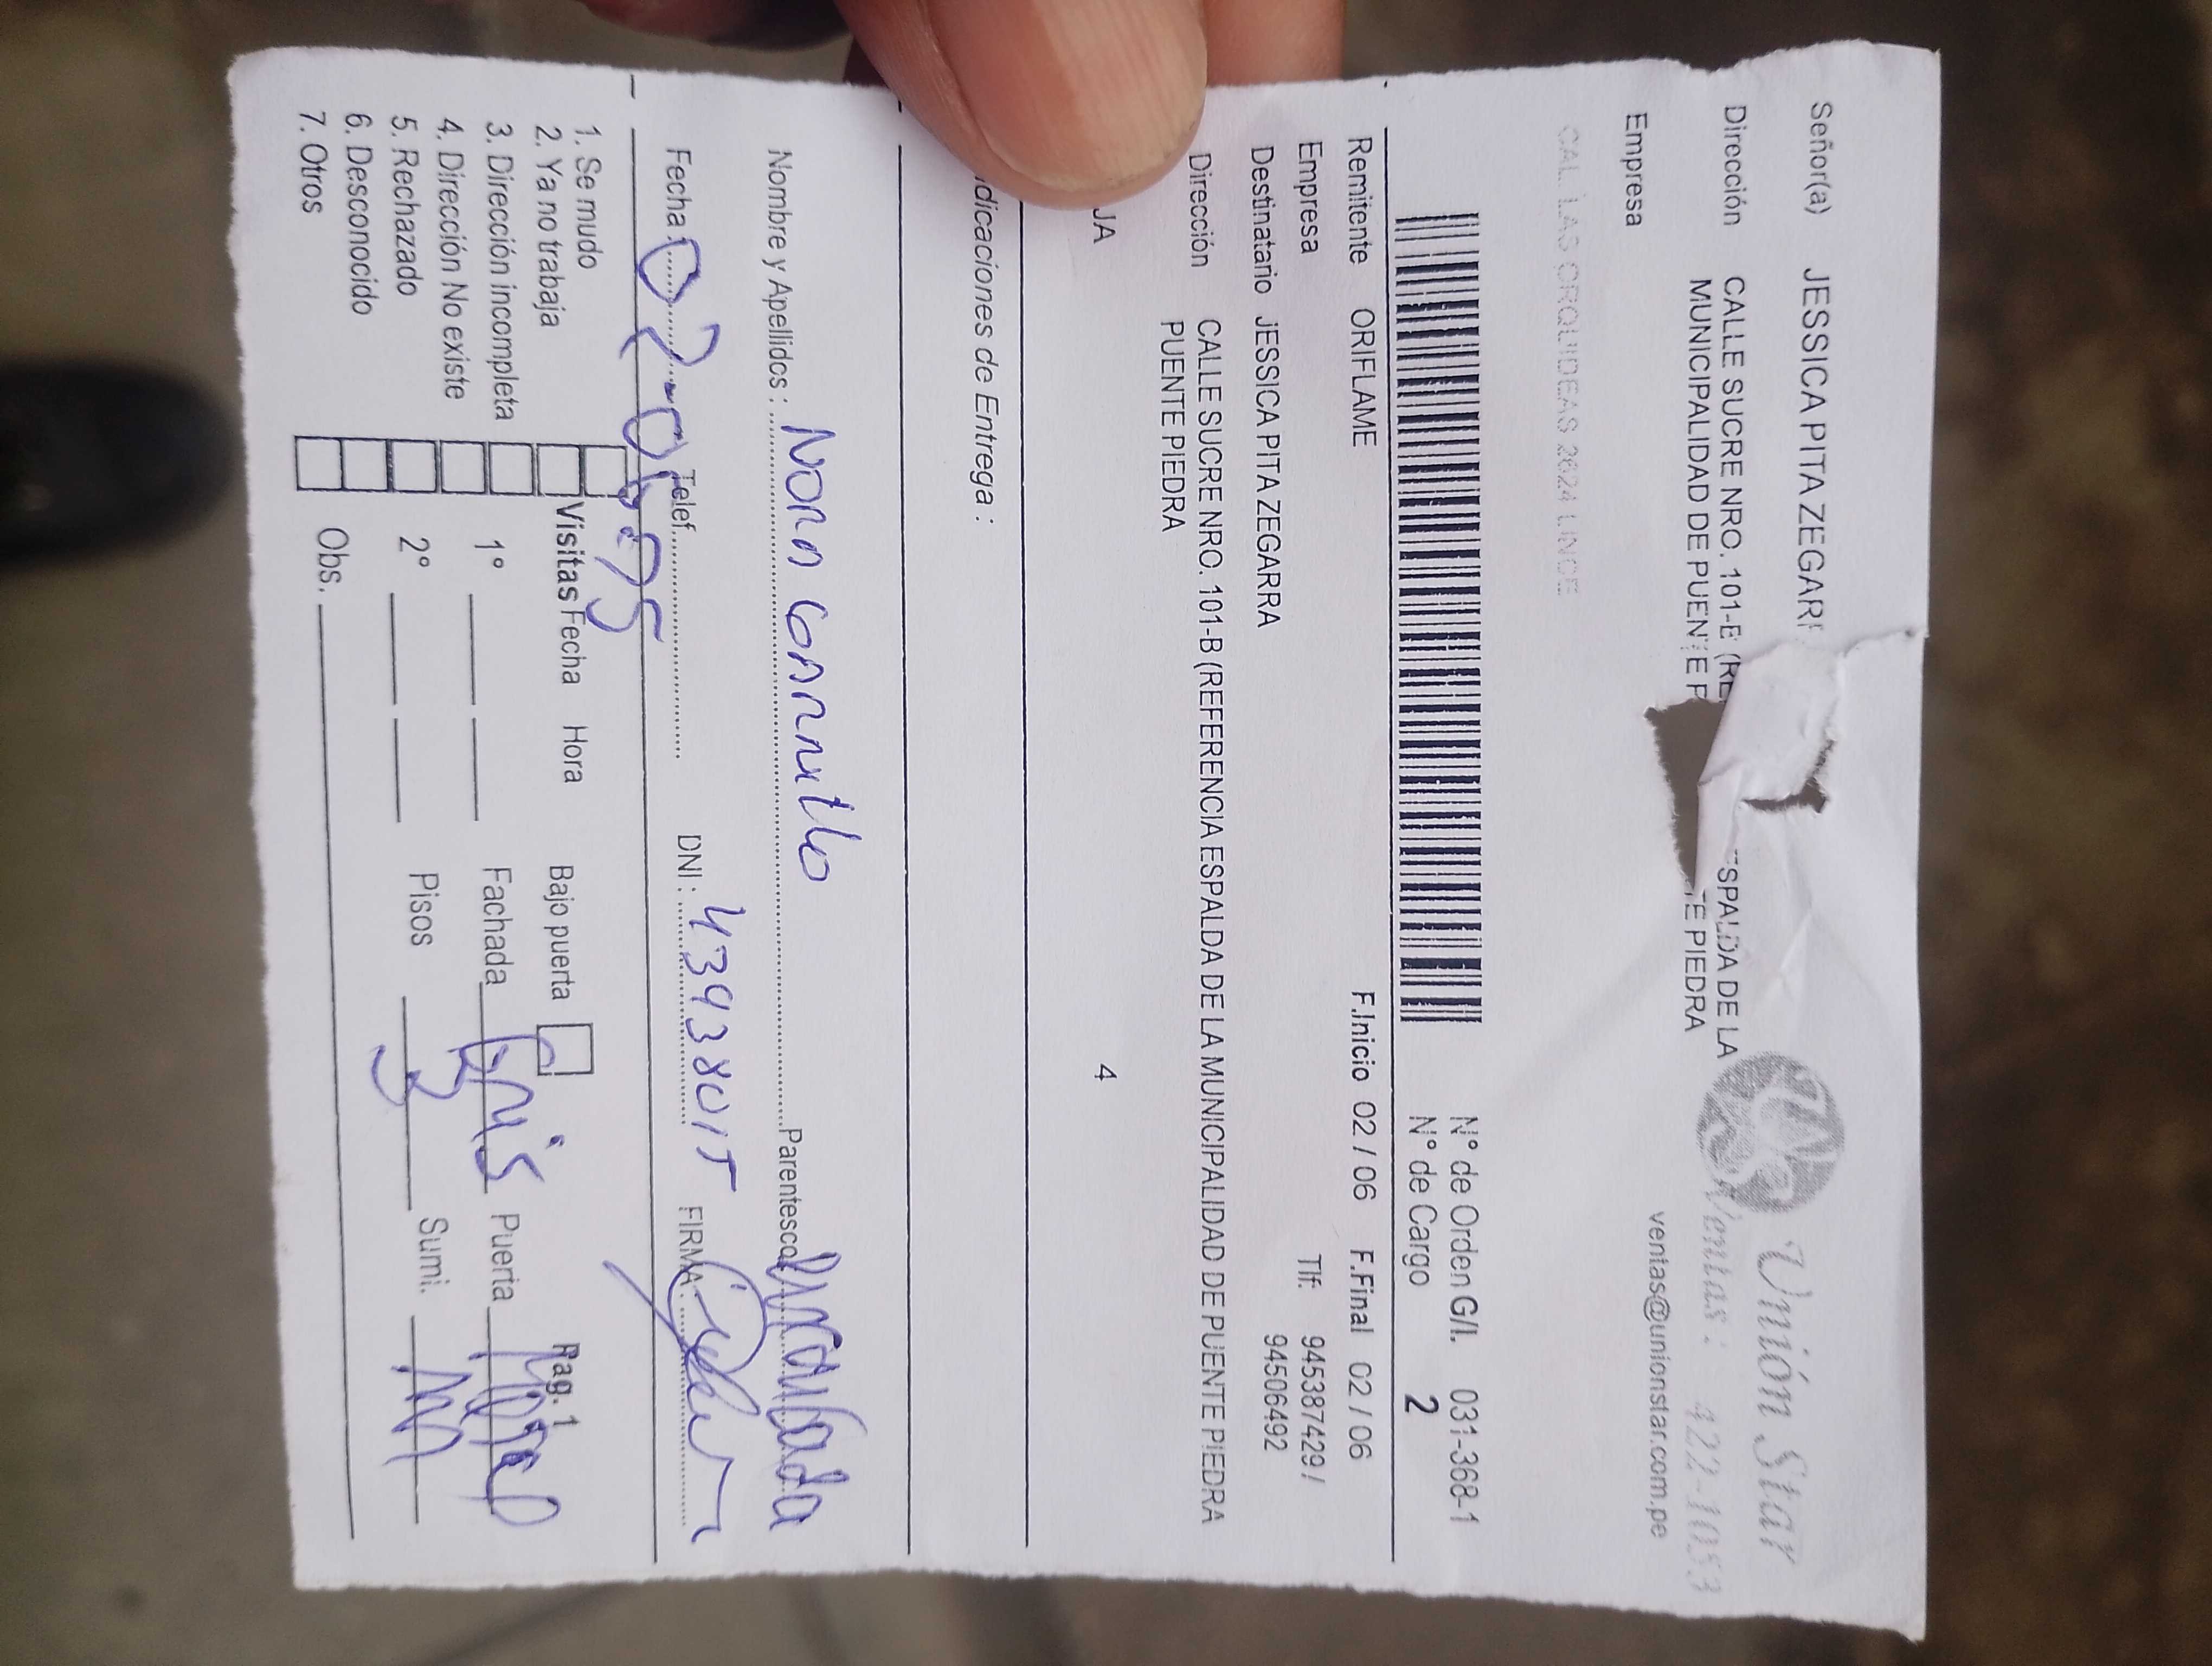 Señor(a) JESSICA PITA ZEGARR
Unión Star
Dirección CALLE SUCRE NRO. 101-B (RE ESPALDA DE LA
MUNICIPALIDAD DE PUENTE P TE PIEDRA
Ventas : 422-1053
Empresa
ventas@unionstar.com.pe
CAL. LAS ORQUIDEAS 2624 LINCE
N° de Orden G/I. 031-368-1
N° de Cargo 2
Remitente ORIFLAME F.Inicio 02 / 06 F.Final 02 / 06
Empresa Tlf: 945387429 /
94506492
Destinatario JESSICA PITA ZEGARRA
Dirección CALLE SUCRE NRO. 101-B (REFERENCIA ESPALDA DE LA MUNICIPALIDAD DE PUENTE PIEDRA
PUENTE PIEDRA
JA 4
dicaciones de Entrega :
Nombre y Apellidos : Parentesco
Fecha : Telef. DNI : FIRMA :
1. Se mudo
2. Ya no trabaja
3. Dirección incompleta
4. Dirección No existe
5. Rechazado
6. Desconocido
7. Otros
Visitas Fecha Hora
1°
2°
Obs.
Bajo puerta Pag. 1
Fachada Gris Puerta
Pisos 3 Sumi.